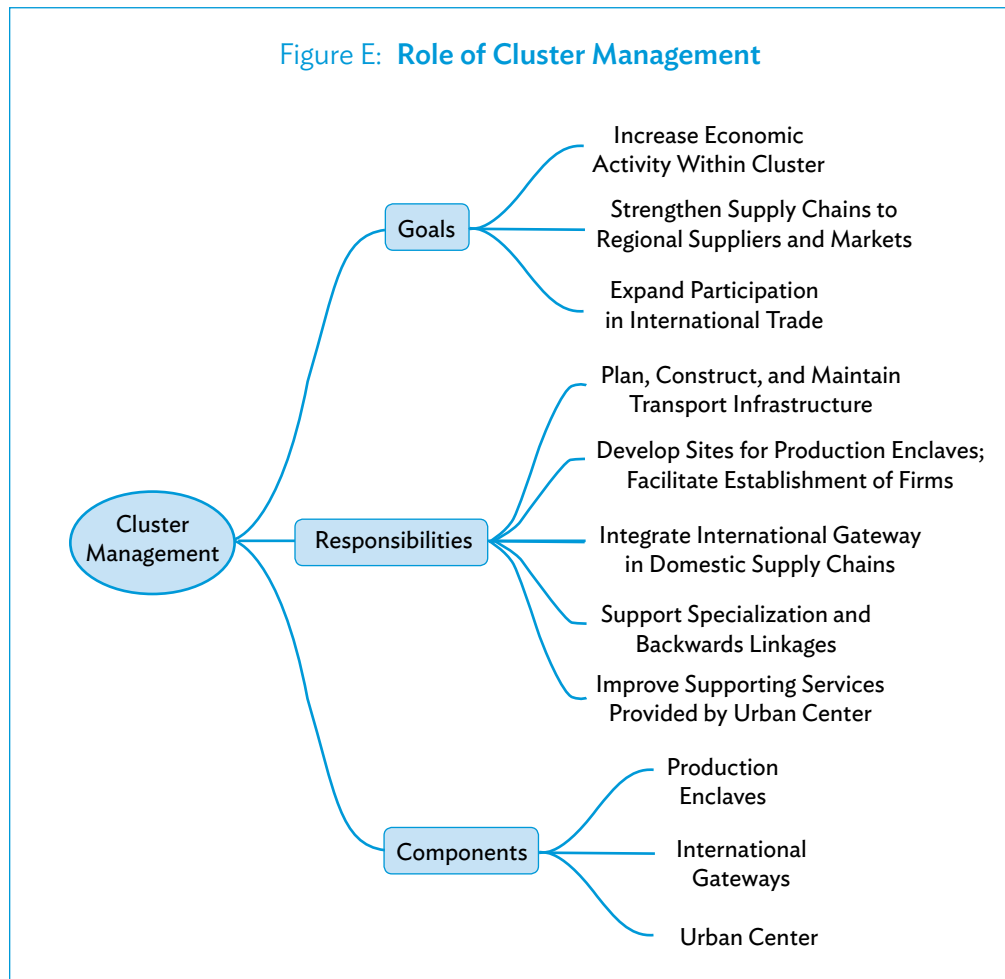 Figure E: Role of Cluster Management
Increase Economic
Activity Within Cluster
Goals
Strengthen Supply Chains to
Regional Suppliers and Markets
Expand Participation
in International Trade
Plan, Construct, and Maintain
Transport Infrastructure
Develop Sites for Production Enclaves;
Facilitate Establishment of Firms
Cluster
Management
Responsibilities
Integrate International Gateway
in Domestic Supply Chains
Support Specialization and
Backwards Linkages
Improve Supporting Services
Provided by Urban Center
Production
Enclaves
Components
International
Gateways
Urban Center